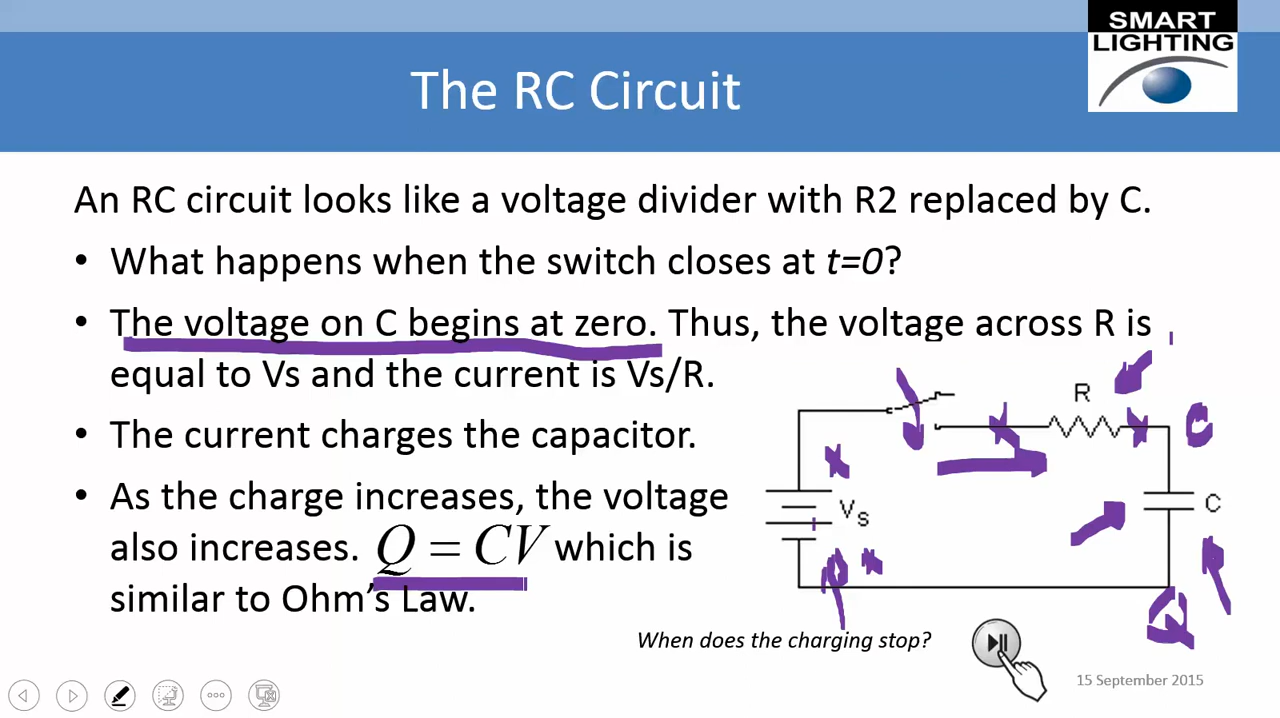 SMART
LIGHTING
The RC Circuit
An RC circuit looks like a voltage divider with R2 replaced by C.
• What happens when the switch closes at t=0?
• The voltage on C begins at zero. Thus, the voltage across R is
equal to Vs and the current is Vs/R.
• The current charges the capacitor.
• As the charge increases, the voltage
also increases. Q = CV which is
similar to Ohm's Law.
R
C
Vs
C
Q
When does the charging stop?
15 September 2015